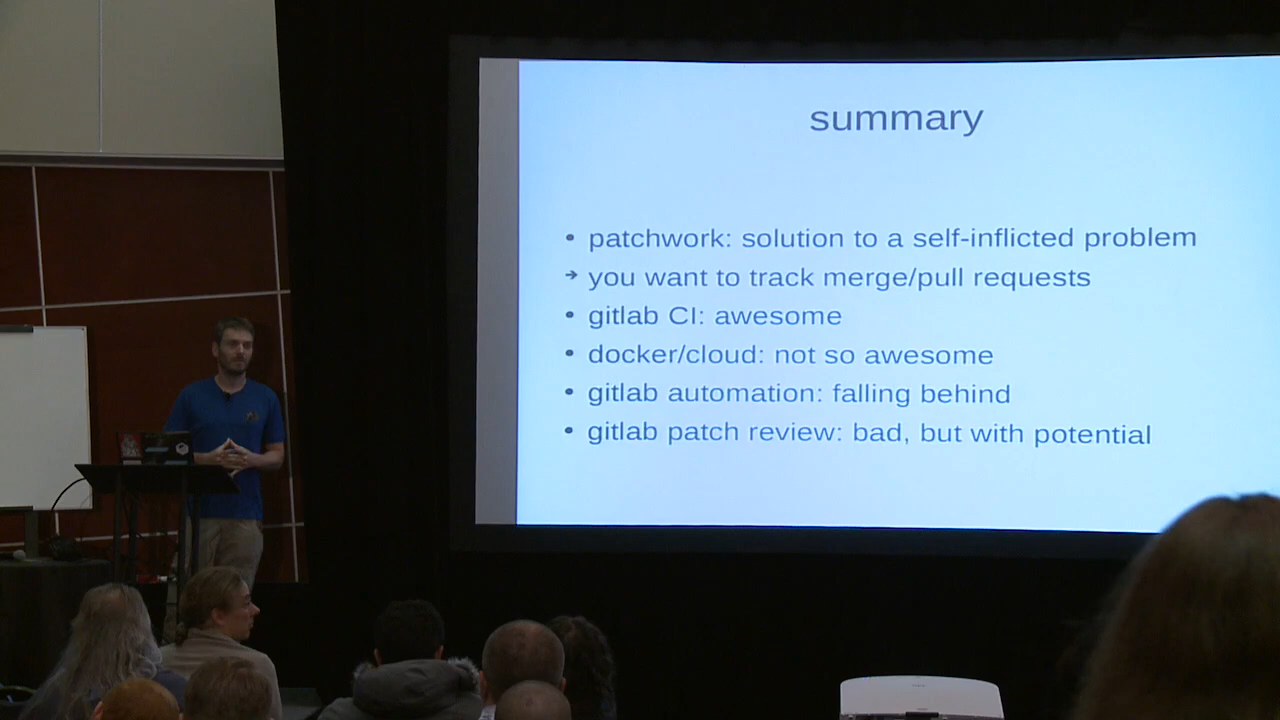 summary
• patchwork: solution to a self-inflicted problem
➔ you want to track merge/pull requests
• gitlab CI: awesome
• docker/cloud: not so awesome
• gitlab automation: falling behind
• gitlab patch review: bad, but with potential